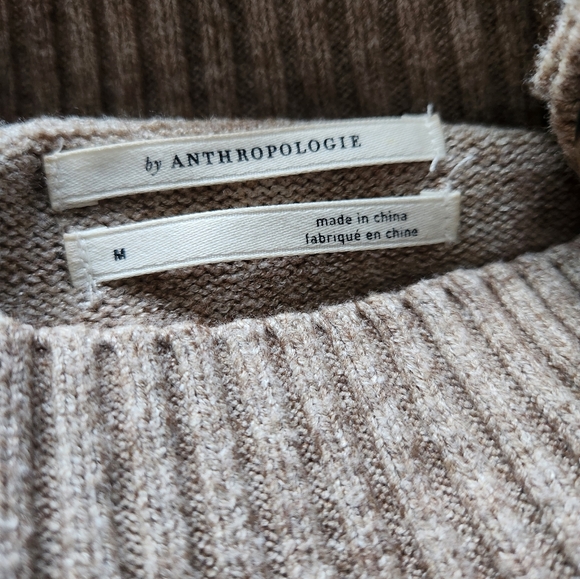 by ANTHROPOLOGIE
M
made in china
fabriqué en chine